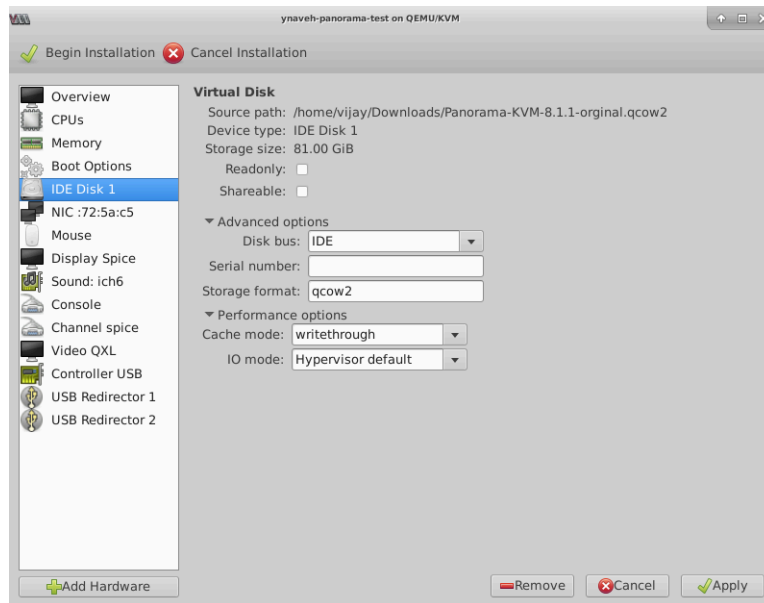 ynaveh-panorama-test on QEMU/KVM
Begin Installation Cancel Installation
Overview
CPUs
Memory
Boot Options
IDE Disk 1
NIC :72:5a:c5
Mouse
Display Spice
Sound: ich6
Console
Channel spice
Video QXL
Controller USB
USB Redirector 1
USB Redirector 2
Add Hardware
Virtual Disk
Source path: /home/vijay/Downloads/Panorama-KVM-8.1.1-orginal.qcow2
Device type: IDE Disk 1
Storage size: 81.00 GiB
Readonly:
Shareable:
Advanced options
Disk bus: IDE
Serial number:
Storage format: qcow2
Performance options
Cache mode: writethrough
IO mode: Hypervisor default
Remove Cancel Apply